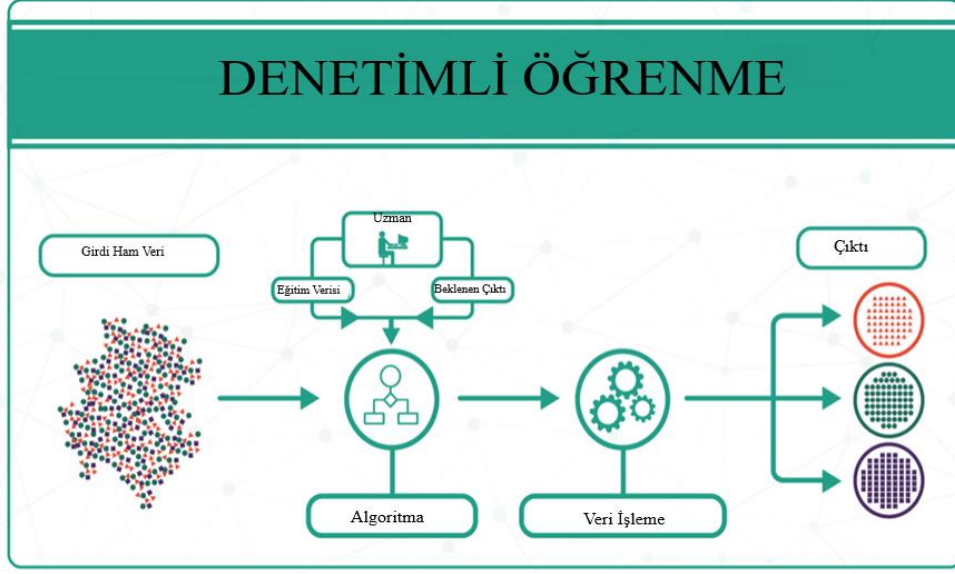 DENETİMLİ ÖĞRENME
Girdi Ham Veri
Uzman
Eğitim Verisi
Beklenen Çıktı
Çıktı
Algoritma
Veri İşleme